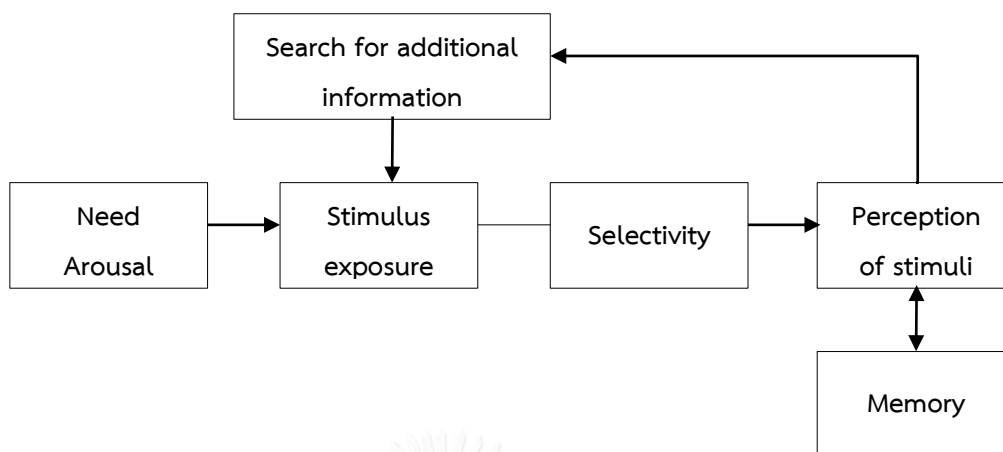 Search for additional
information
Need
Arousal
Stimulus
exposure
Selectivity
Perception
of stimuli
Memory